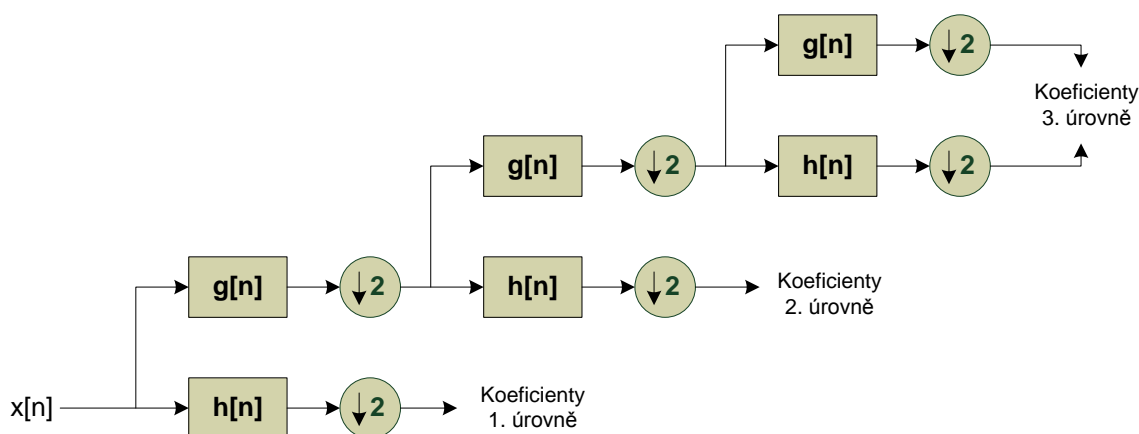 g[n] ↓2
Koeficienty
3. úrovně
g[n] ↓2 h[n] ↓2
g[n] ↓2 h[n] ↓2
Koeficienty
2. úrovně
x[n] h[n] ↓2
Koeficienty
1. úrovně